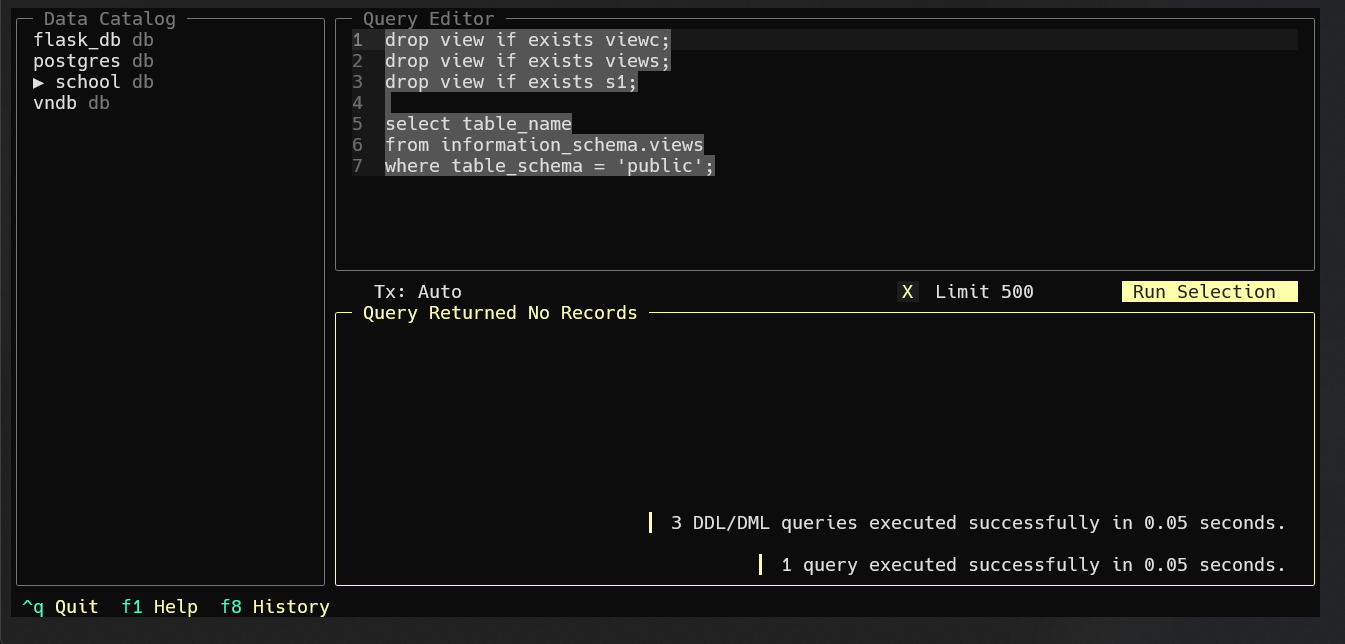 Data Catalog
flask_db db
postgres db
▶ school db
vndb db
Query Editor
1 drop view if exists viewc;
2 drop view if exists views;
3 drop view if exists s1;
4
5 select table_name
6 from information_schema.views
7 where table_schema = 'public';
Tx: Auto X Limit 500 Run Selection
Query Returned No Records
3 DDL/DML queries executed successfully in 0.05 seconds.
1 query executed successfully in 0.05 seconds.
^q Quit f1 Help f8 History